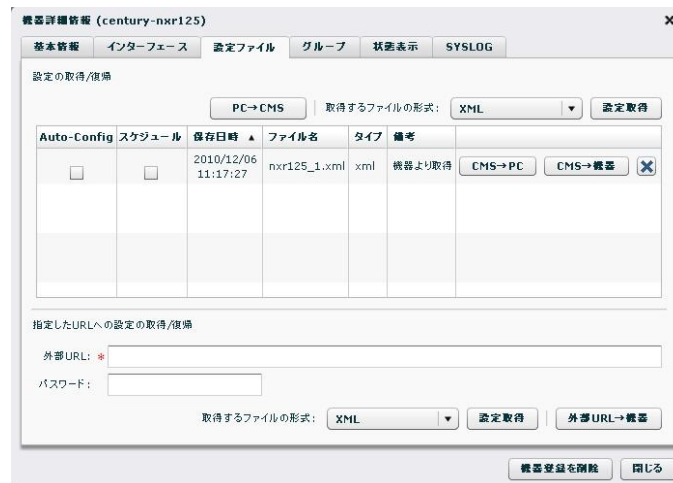 機器詳細情報 (century-nxr125) ×
基本情報 インターフェース 設定ファイル グループ 状態表示 SYSLOG
設定の取得/復帰
PC→CMS 取得するファイルの形式: XML ▼ 設定取得
Auto-Config スケジュール 保存日時 ▲ ファイル名 タイプ 備考
2010/12/06
11:17:27 nxr125_1.xml xml 機器より取得 CMS→PC CMS→機器 ×
指定したURLへの設定の取得/復帰
外部URL: *
パスワード:
取得するファイルの形式: XML ▼ 設定取得 外部URL→機器
機器登録を削除 閉じる